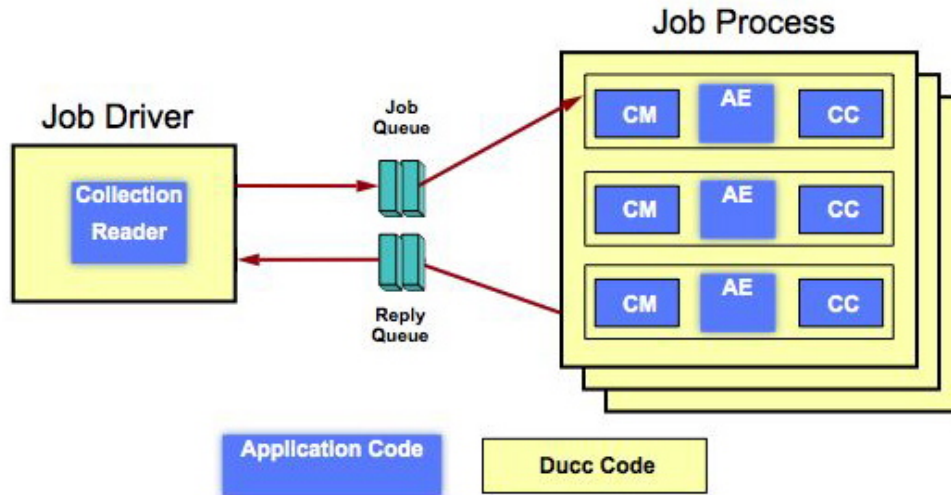 Job Process
Job Driver
Job
Queue
Collection
Reader
Reply
Queue
CM AE CC
CM AE CC
CM AE CC
Application Code
Ducc Code